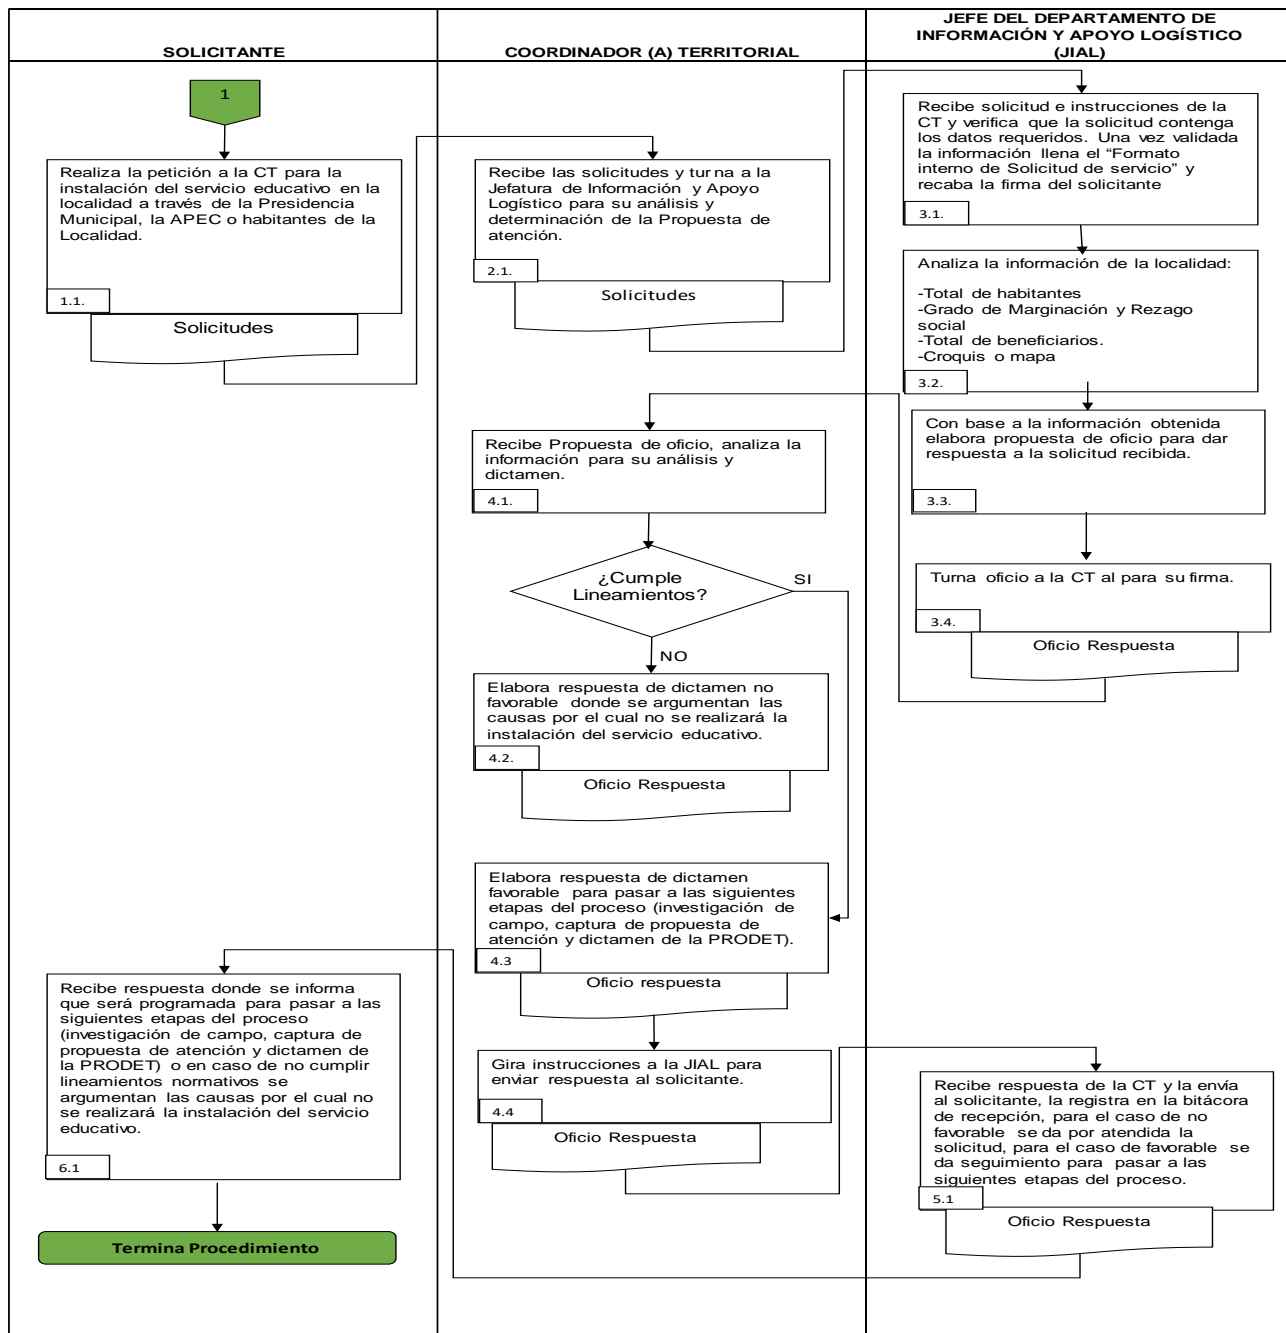 SOLICITANTE
COORDINADOR (A) TERRITORIAL
JEFE DEL DEPARTAMENTO DE
INFORMACIÓN Y APOYO LOGÍSTICO
(JIAL)
1
Realiza la petición a la CT para la
instalación del servicio educativo en la
localidad a través de la Presidencia
Municipal, la APEC o habitantes de la
Localidad.
1.1.
Solicitudes
Recibe las solicitudes y turna a la
Jefatura de Información y Apoyo
Logístico para su análisis y
determinación de la Propuesta de
atención.
2.1.
Solicitudes
Recibe solicitud e instrucciones de la
CT y verifica que la solicitud contenga
los datos requeridos. Una vez validada
la información llena el “Formato
interno de Solicitud de servicio” y
recaba la firma del solicitante
3.1.
Analiza la información de la localidad:
-Total de habitantes
-Grado de Marginación y Rezago
social
-Total de beneficiarios.
-Croquis o mapa
3.2.
Con base a la información obtenida
elabora propuesta de oficio para dar
respuesta a la solicitud recibida.
3.3.
Turna oficio a la CT al para su firma.
3.4.
Oficio Respuesta
Recibe Propuesta de oficio, analiza la
información para su análisis y
dictamen.
4.1.
¿Cumple
Lineamientos?
SI
NO
Elabora respuesta de dictamen no
favorable donde se argumentan las
causas por el cual no se realizará la
instalación del servicio educativo.
4.2.
Oficio Respuesta
Elabora respuesta de dictamen
favorable para pasar a las siguientes
etapas del proceso (investigación de
campo, captura de propuesta de
atención y dictamen de la PRODET).
4.3
Oficio respuesta
Gira instrucciones a la JIAL para
enviar respuesta al solicitante.
4.4
Oficio Respuesta
Recibe respuesta de la CT y la envía
al solicitante, la registra en la bitácora
de recepción, para el caso de no
favorable se da por atendida la
solicitud, para el caso de favorable se
da seguimiento para pasar a las
siguientes etapas del proceso.
5.1
Oficio Respuesta
Recibe respuesta donde se informa
que será programada para pasar a las
siguientes etapas del proceso
(investigación de campo, captura de
propuesta de atención y dictamen de
la PRODET) o en caso de no cumplir
lineamientos normativos se
argumentan las causas por el cual no
se realizará la instalación del servicio
educativo.
6.1
Termina Procedimiento